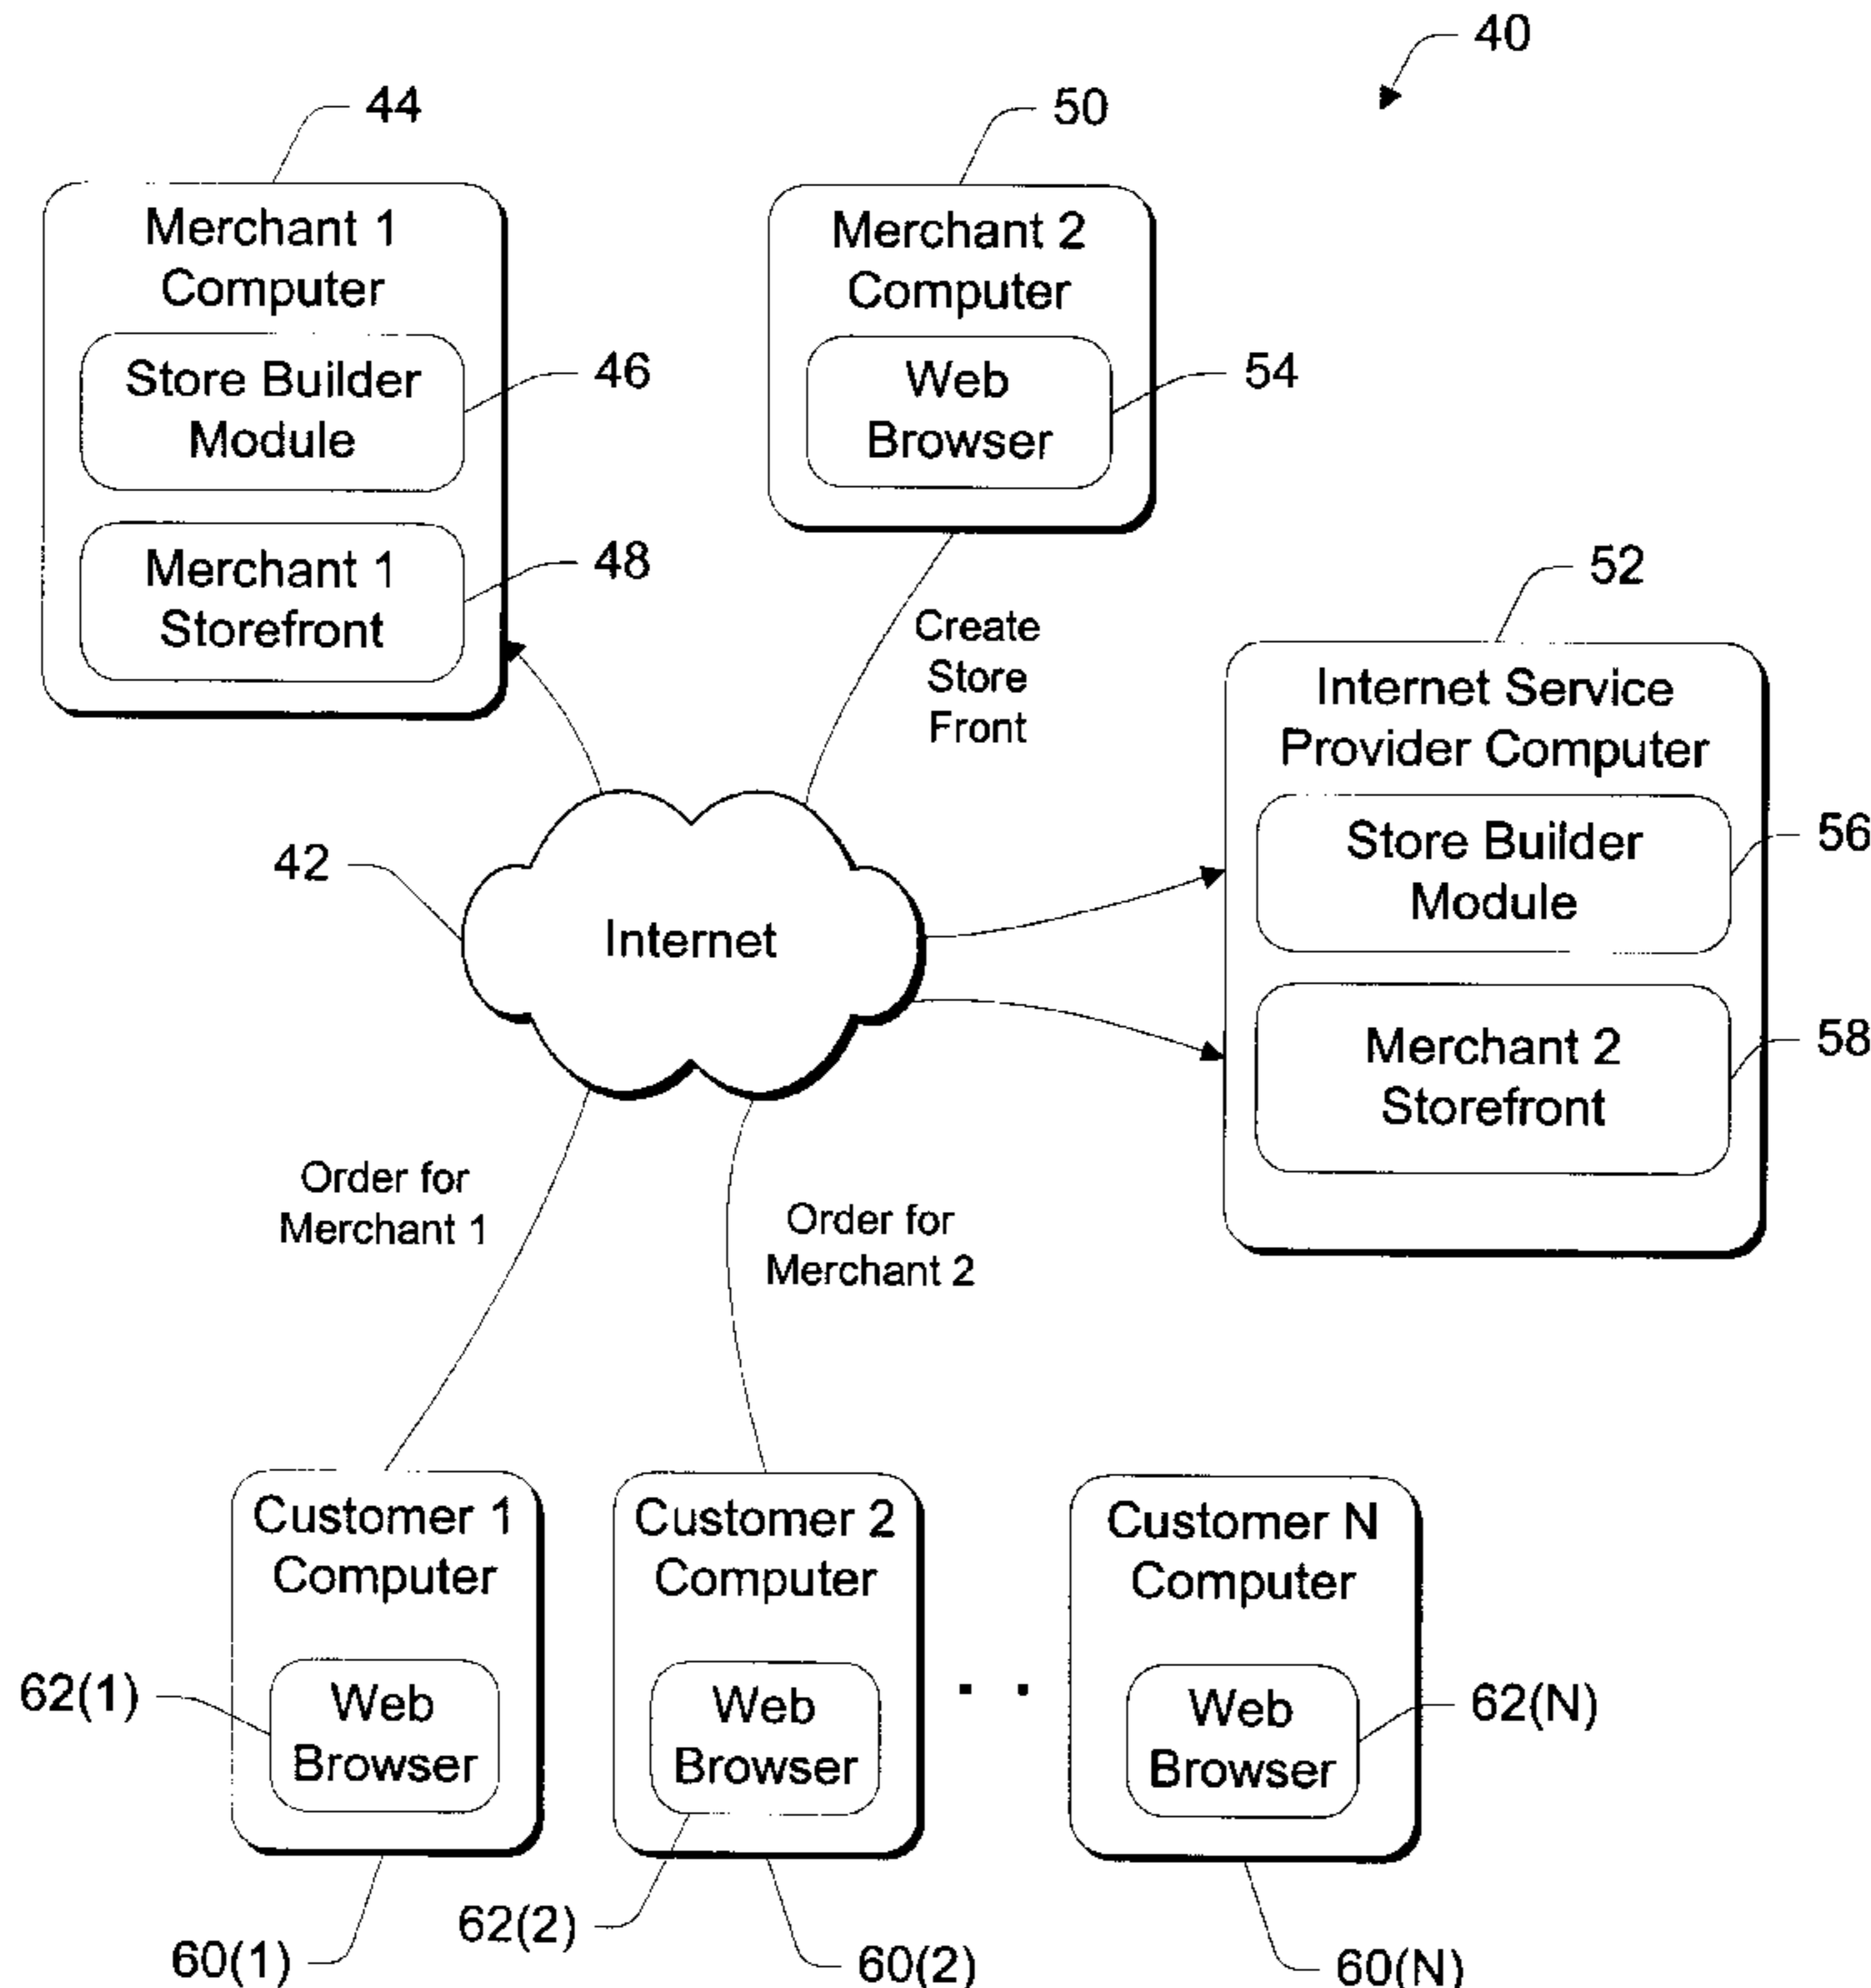 40
44
50
Merchant 1
Computer
Merchant 2
Computer
Store Builder
Module
46
Web
Browser
54
Merchant 1
Storefront
48
Create
Store
Front
52
Internet Service
Provider Computer
Store Builder
Module
56
42
Internet
Merchant 2
Storefront
58
Order for
Merchant 1
Order for
Merchant 2
Customer 1
Computer
Customer 2
Computer
Customer N
Computer
62(1)
Web
Browser
Web
Browser
Web
Browser
62(N)
62(2)
60(1)
60(2)
60(N)